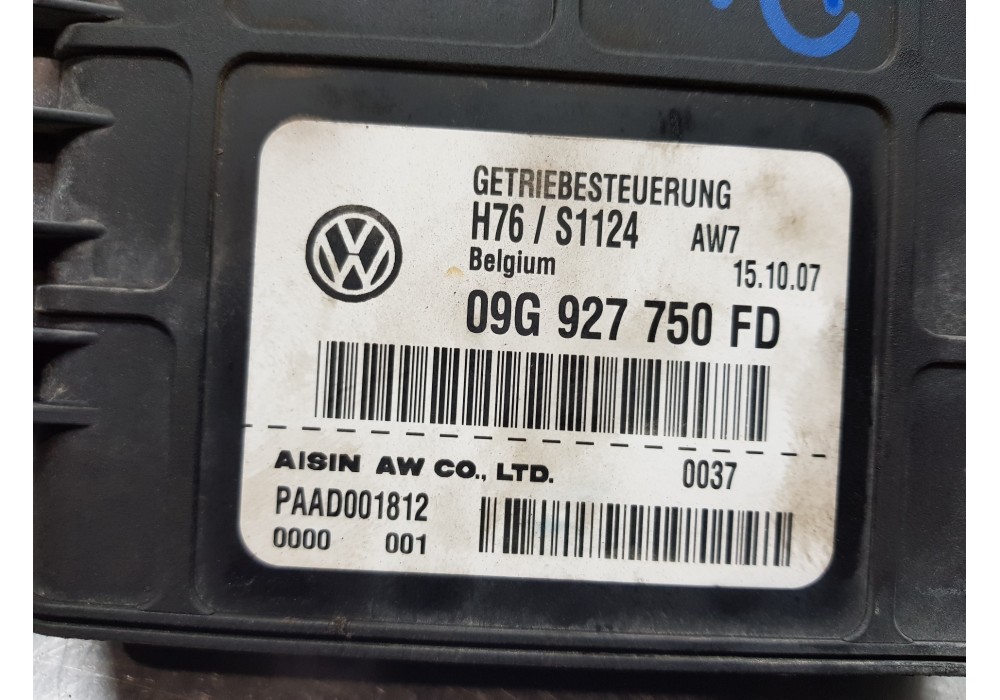 GETRIEBESTEUERUNG
H76 / S1124 AW7
Belgium 15.10.07
09G 927 750 FD
AISIN AW CO., LTD. 0037
PAAD001812
0000 001